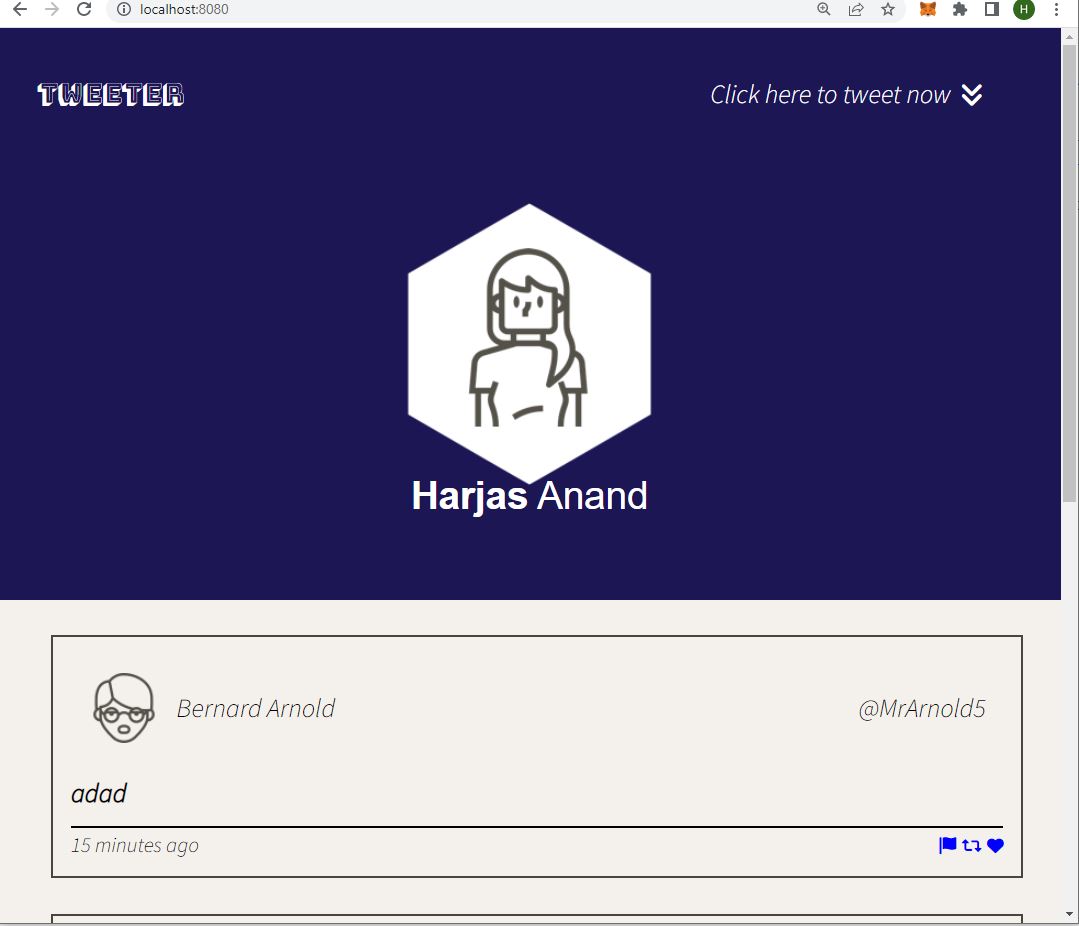 localhost:8080
H
TWEETER
Click here to tweet now
Harjas Anand
Bernard Arnold
@MrArnold5
adad
15 minutes ago